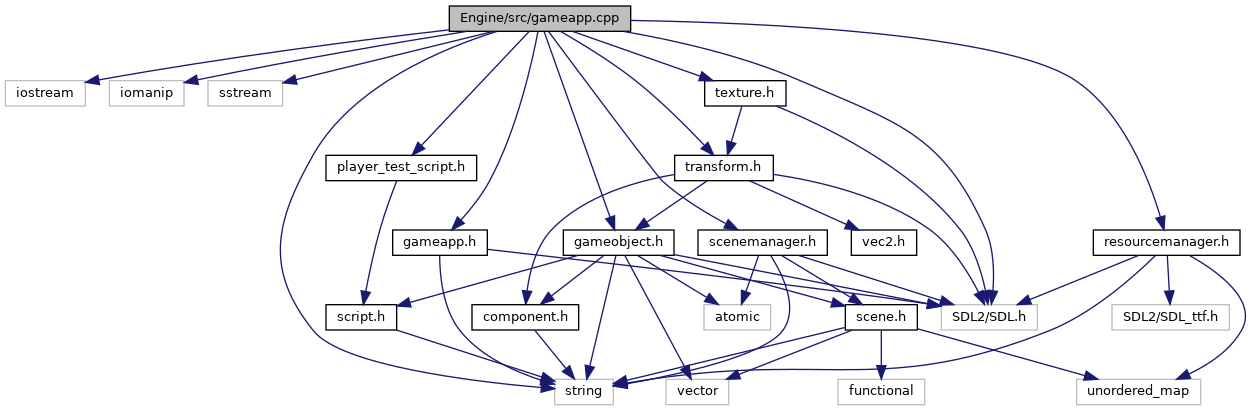 Engine/src/gameapp.cpp
iostream
iomanip
sstream
texture.h
player_test_script.h
transform.h
gameapp.h
gameobject.h
scenemanager.h
vec2.h
resourcemanager.h
script.h
component.h
atomic
scene.h
SDL2/SDL.h
SDL2/SDL_ttf.h
string
vector
functional
unordered_map